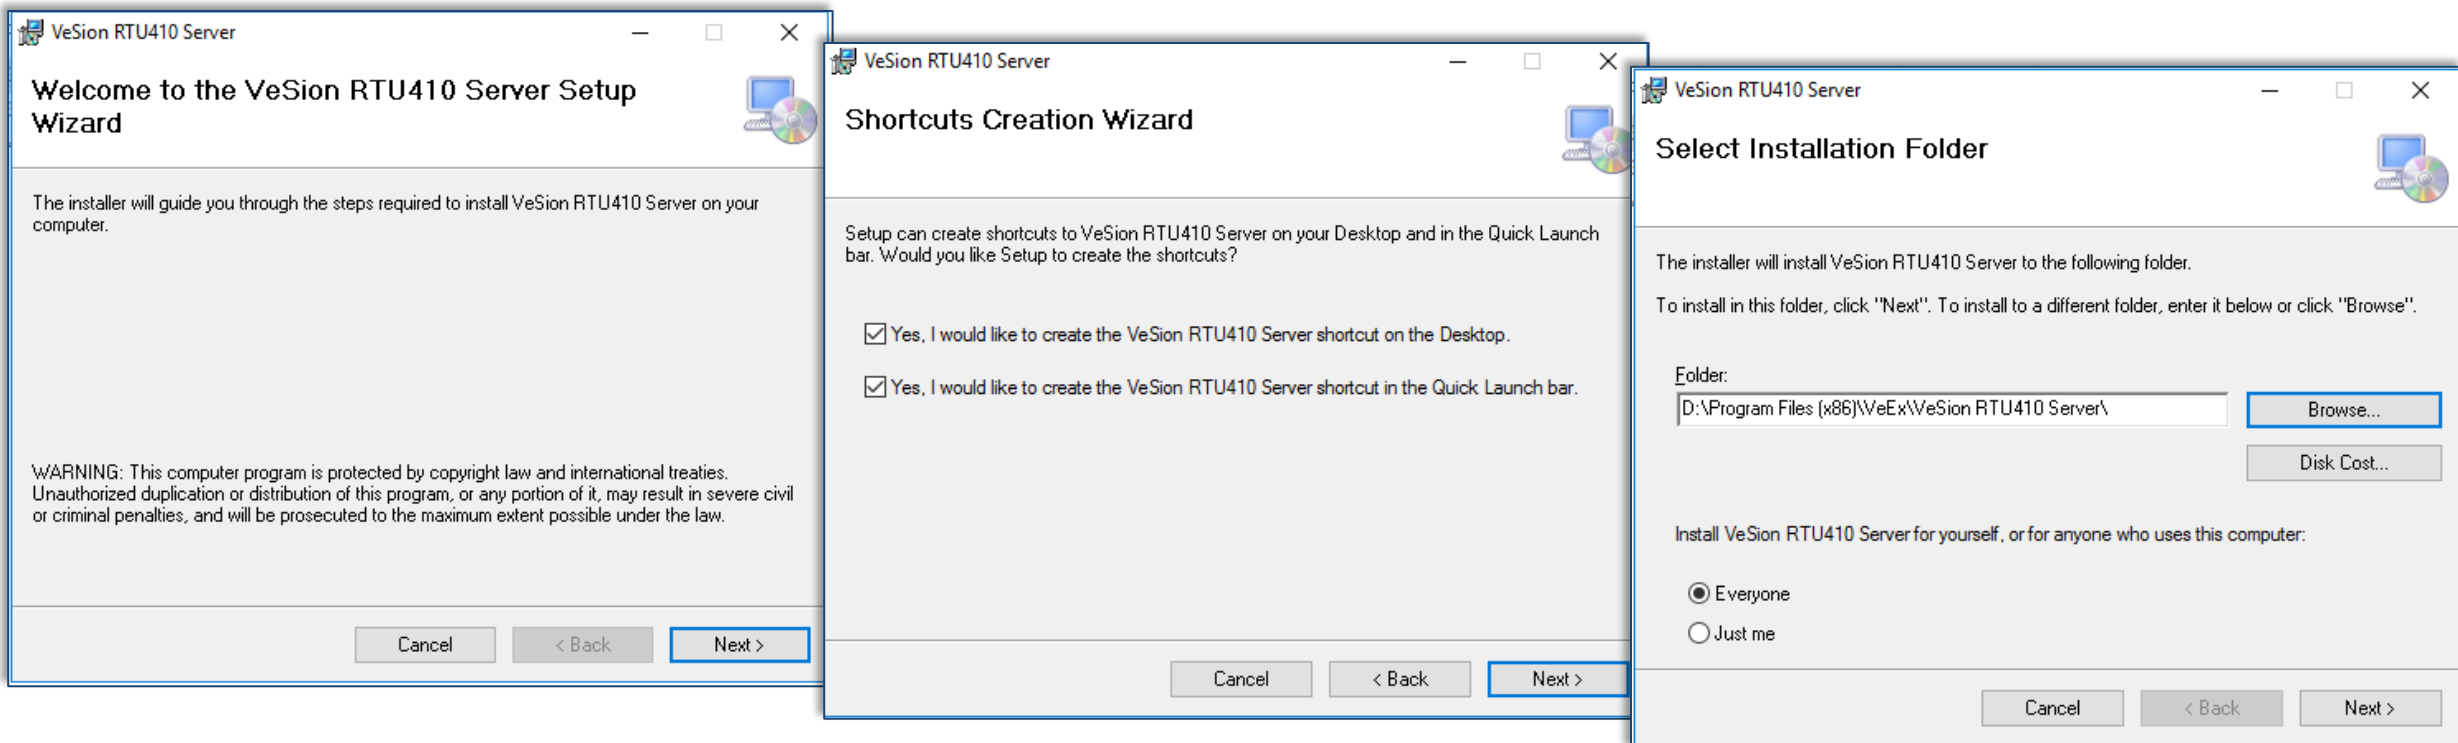 VeSion RTU410 Server
Welcome to the VeSion RTU410 Server Setup
Wizard
The installer will guide you through the steps required to install VeSion RTU410 Server on your
computer.
WARNING: This computer program is protected by copyright law and international treaties.
Unauthorized duplication or distribution of this program, or any portion of it, may result in severe civil
or criminal penalties, and will be prosecuted to the maximum extent possible under the law.
Cancel < Back Next >
VeSion RTU410 Server
Shortcuts Creation Wizard
Setup can create shortcuts to VeSion RTU410 Server on your Desktop and in the Quick Launch
bar. Would you like Setup to create the shortcuts?
Yes, I would like to create the VeSion RTU410 Server shortcut on the Desktop.
Yes, I would like to create the VeSion RTU410 Server shortcut in the Quick Launch bar.
Cancel < Back Next >
VeSion RTU410 Server
Select Installation Folder
The installer will install VeSion RTU410 Server to the following folder.
To install in this folder, click "Next". To install to a different folder, enter it below or click "Browse".
Folder:
D:\Program Files (x86)\VeEx\VeSion RTU410 Server\ Browse...
Disk Cost...
Install VeSion RTU410 Server for yourself, or for anyone who uses this computer:
Everyone
Just me
Cancel < Back Next >